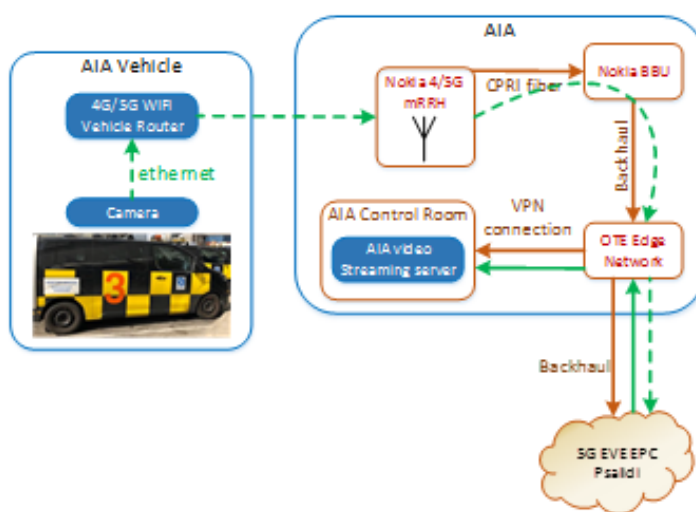 AIA Vehicle
4G/5G WIFI
Vehicle Router
ethernet
Camera
3
AIA
Nokia 4/5G
mRRH
CPRI fiber
Nokia BBU
Backhaul
AIA Control Room
AIA video
Streaming server
VPN
connection
OTE Edge
Network
Backhaul
5G EVE EPC
Psalidi